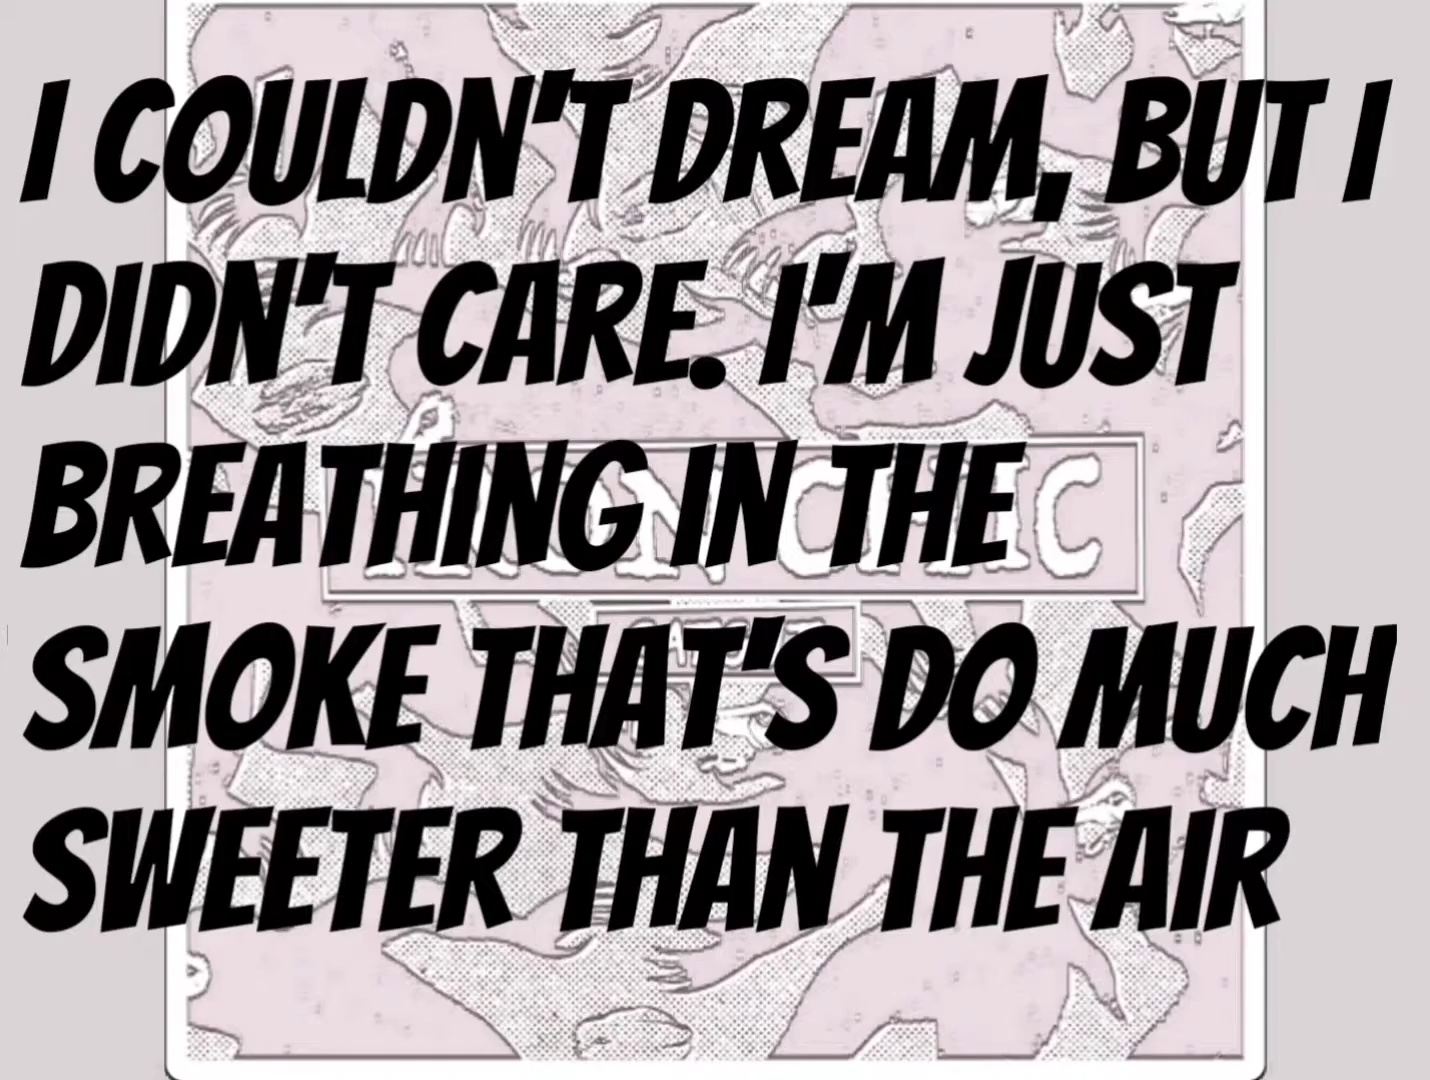 I COULDN'T DREAM, BUT I
DIDN'T CARE. I'M JUST
BREATHING IN THE
SMOKE THAT'S DO MUCH
SWEETER THAN THE AIR